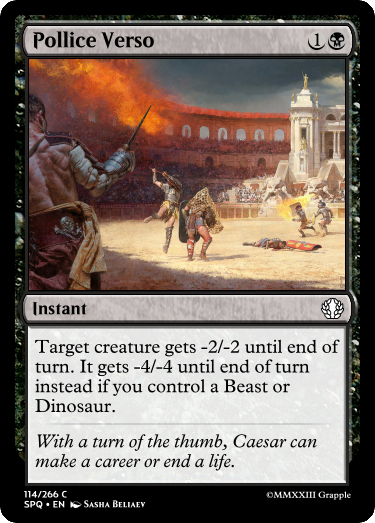 Pollice Verso 1
Instant
Target creature gets -2/-2 until end of
turn. It gets -4/-4 until end of turn
instead if you control a Beast or
Dinosaur.
With a turn of the thumb, Caesar can
make a career or end a life.
114/266 C
SPQ • EN Sasha Beliaev
©MMXXIII Grapple